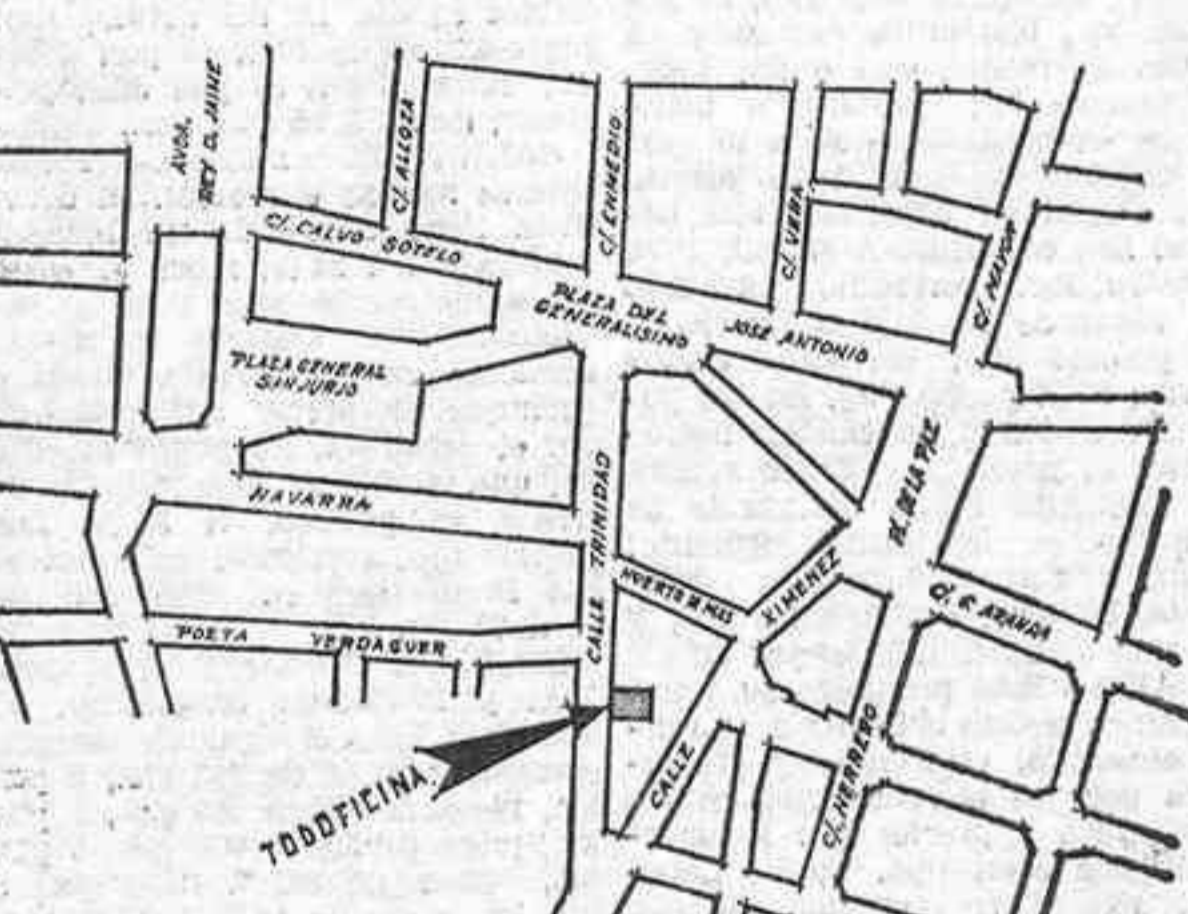 AVDA.
REY D. JAIME
C/. ALLOZA
C/. ENMEDIO
C/. VERA
C/. MAYOR
C/. CALVO SOTELO
PLAZA DEL
GENERALISIMO
JOSE ANTONIO
PLAZA GENERAL
SANJURJO
PL. DE LA PAZ
NAVARRA
CALLE TRINIDAD
HUERTO DE MAS
XIMENEZ
C/. G. ARANDA
POETA VERDAGUER
CALLE
C/. HERRERO
TODOFICINA